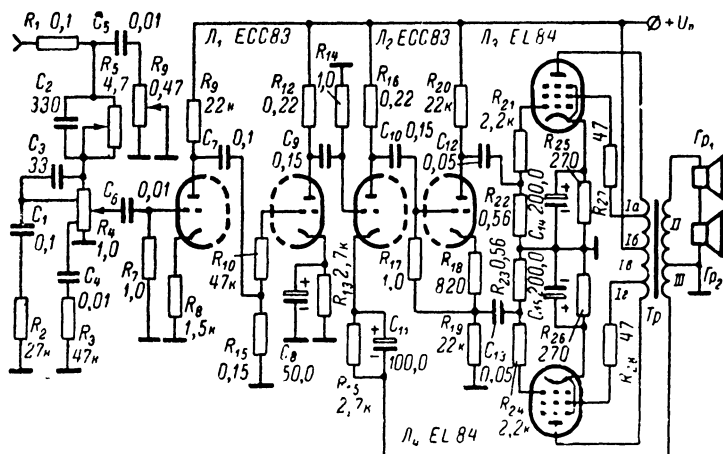 R₁ 0,1
C₅ 0,01
C₂ 330
R₅ 4,7
R₉ 0,47
C₃ 33
C₁ 0,1
R₄ 1,0
C₆ 0,01
C₄ 0,01
R₂ 27к
R₃ 47к
R₇ 1,0
R₈ 1,5к
R₉ 22к
C₇ 0,1
Л₁ ECC83
R₁₀ 47к
R₁₅ 0,15
R₁₂ 0,22
R₁₄ 1,0
C₉ 0,15
C₈ 50,0
R₁₃ 2,7к
Л₂ ECC83
R₁₆ 0,22
C₁₀ 0,15
2,7к
C₁₁ 100,0
R₁₇ 1,0
R₂₀ 22к
C₁₂ 0,05
R₁₈ 820
R₁₉ 22к
C₁₃ 0,05
Л₃ EL84
R₂₁ 2,2к
R₂₂ 0,56
R₂₃ 0,56
R₂₄ 2,2к
R₂₅ 270
C₁₄ 200,0
200,0
R₂₆ 270
R₂₇ 47
47
Л₄ EL84
+Uп
Iа
Iб
Iв
Iг
II
III
Тр
Гр₁
Гр₂